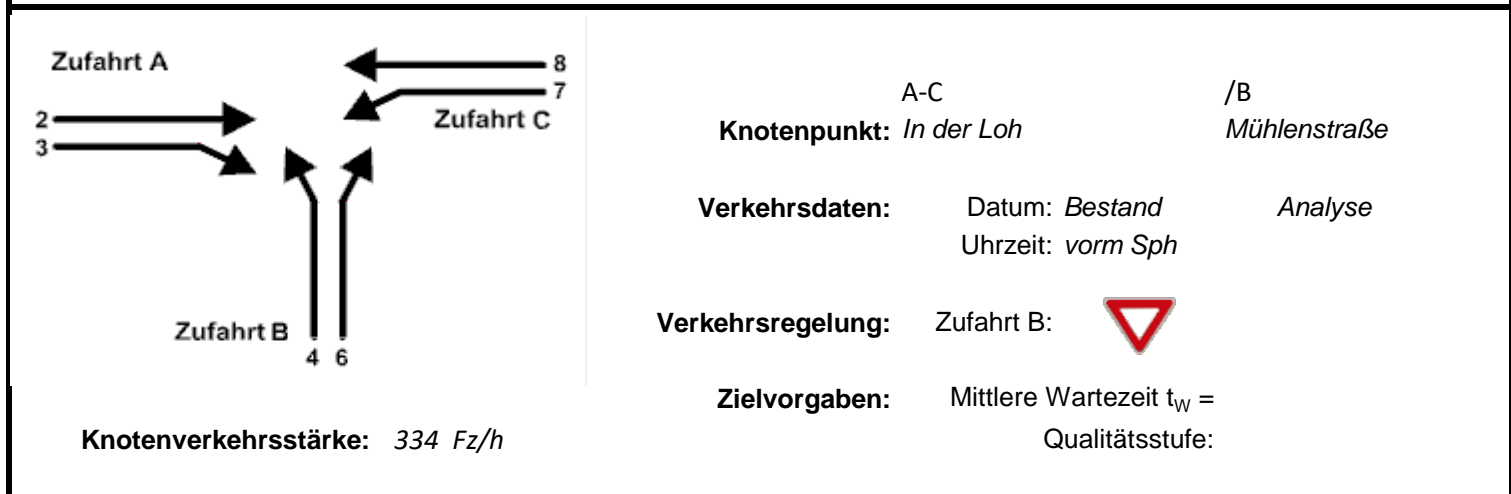 Zufahrt A
8
7
Zufahrt C
2
3
Zufahrt B
4 6
Knotenverkehrsstärke: 334 Fz/h
A-C /B
Knotenpunkt: In der Loh Mühlenstraße
Verkehrsdaten: Datum: Bestand Analyse
Uhrzeit: vorm Sph
Verkehrsregelung: Zufahrt B:
Zielvorgaben: Mittlere Wartezeit tW =
Qualitätsstufe: